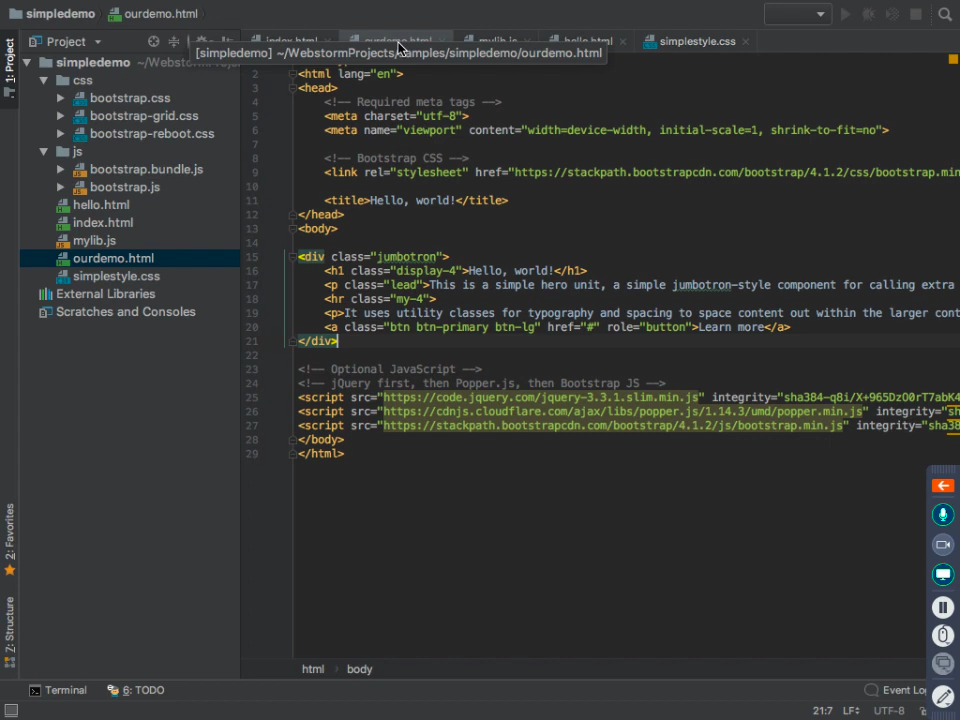 simpledemo ourdemo.html
Project index.html ourdemo.html mylib.js hello.html simplestyle.css
[simpledemo] ~/WebstormProjects/samples/simpledemo/ourdemo.html
1: Project
simpledemo
css
bootstrap.css
bootstrap-grid.css
bootstrap-reboot.css
js
bootstrap.bundle.js
bootstrap.js
hello.html
index.html
mylib.js
ourdemo.html
simplestyle.css
External Libraries
Scratches and Consoles
2: Favorites
7: Structure
2 <html lang="en">
3 <head>
4 <!-- Required meta tags -->
5 <meta charset="utf-8">
6 <meta name="viewport" content="width=device-width, initial-scale=1, shrink-to-fit=no">
7
8 <!-- Bootstrap CSS -->
9 <link rel="stylesheet" href="https://stackpath.bootstrapcdn.com/bootstrap/4.1.2/css/bootstrap.min
10
11 <title>Hello, world!</title>
12 </head>
13 <body>
14
15 <div class="jumbotron">
16 <h1 class="display-4">Hello, world!</h1>
17 <p class="lead">This is a simple hero unit, a simple jumbotron-style component for calling extra
18 <hr class="my-4">
19 <p>It uses utility classes for typography and spacing to space content out within the larger cont
20 <a class="btn btn-primary btn-lg" href="#" role="button">Learn more</a>
21 </div>
22
23 <!-- Optional JavaScript -->
24 <!-- jQuery first, then Popper.js, then Bootstrap JS -->
25 <script src="https://code.jquery.com/jquery-3.3.1.slim.min.js" integrity="sha384-q8i/X+965DzO0rT7abK4
26 <script src="https://cdnjs.cloudflare.com/ajax/libs/popper.js/1.14.3/umd/popper.min.js" integrity="sh
27 <script src="https://stackpath.bootstrapcdn.com/bootstrap/4.1.2/js/bootstrap.min.js" integrity="sha38
28 </body>
29 </html>
html body
Terminal 6: TODO Event Log
21:7 LF UTF-8